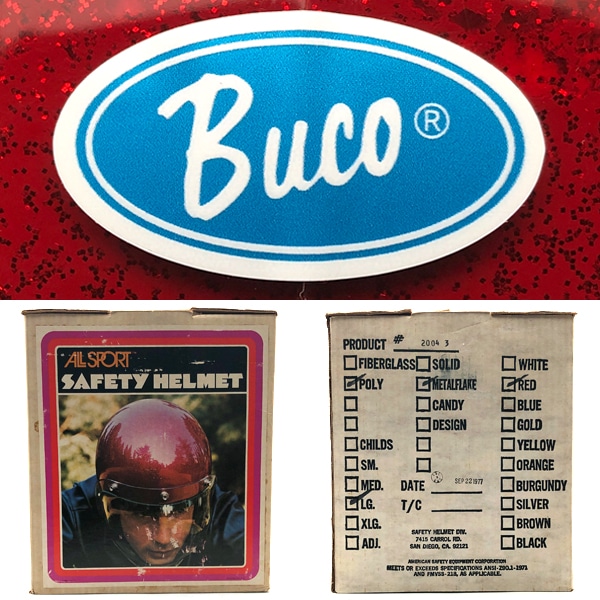 Buco ®
ALL SPORT
SAFETY HELMET
PRODUCT # 2004 3
FIBERGLASS SOLID WHITE
POLY METALFLAKE RED
CANDY BLUE
DESIGN GOLD
CHILDS YELLOW
SM. ORANGE
MED. DATE SEP 22 1977 BURGUNDY
LG. T/C SILVER
XLG. BROWN
ADJ. BLACK
SAFETY HELMET DIV.
7415 CARROL RD.
SAN DIEGO, CA. 92121
AMERICAN SAFETY EQUIPMENT CORPORATION
MEETS OR EXCEEDS SPECIFICATIONS ANSI-Z90.1-1971
AND FMVSS-218, AS APPLICABLE.